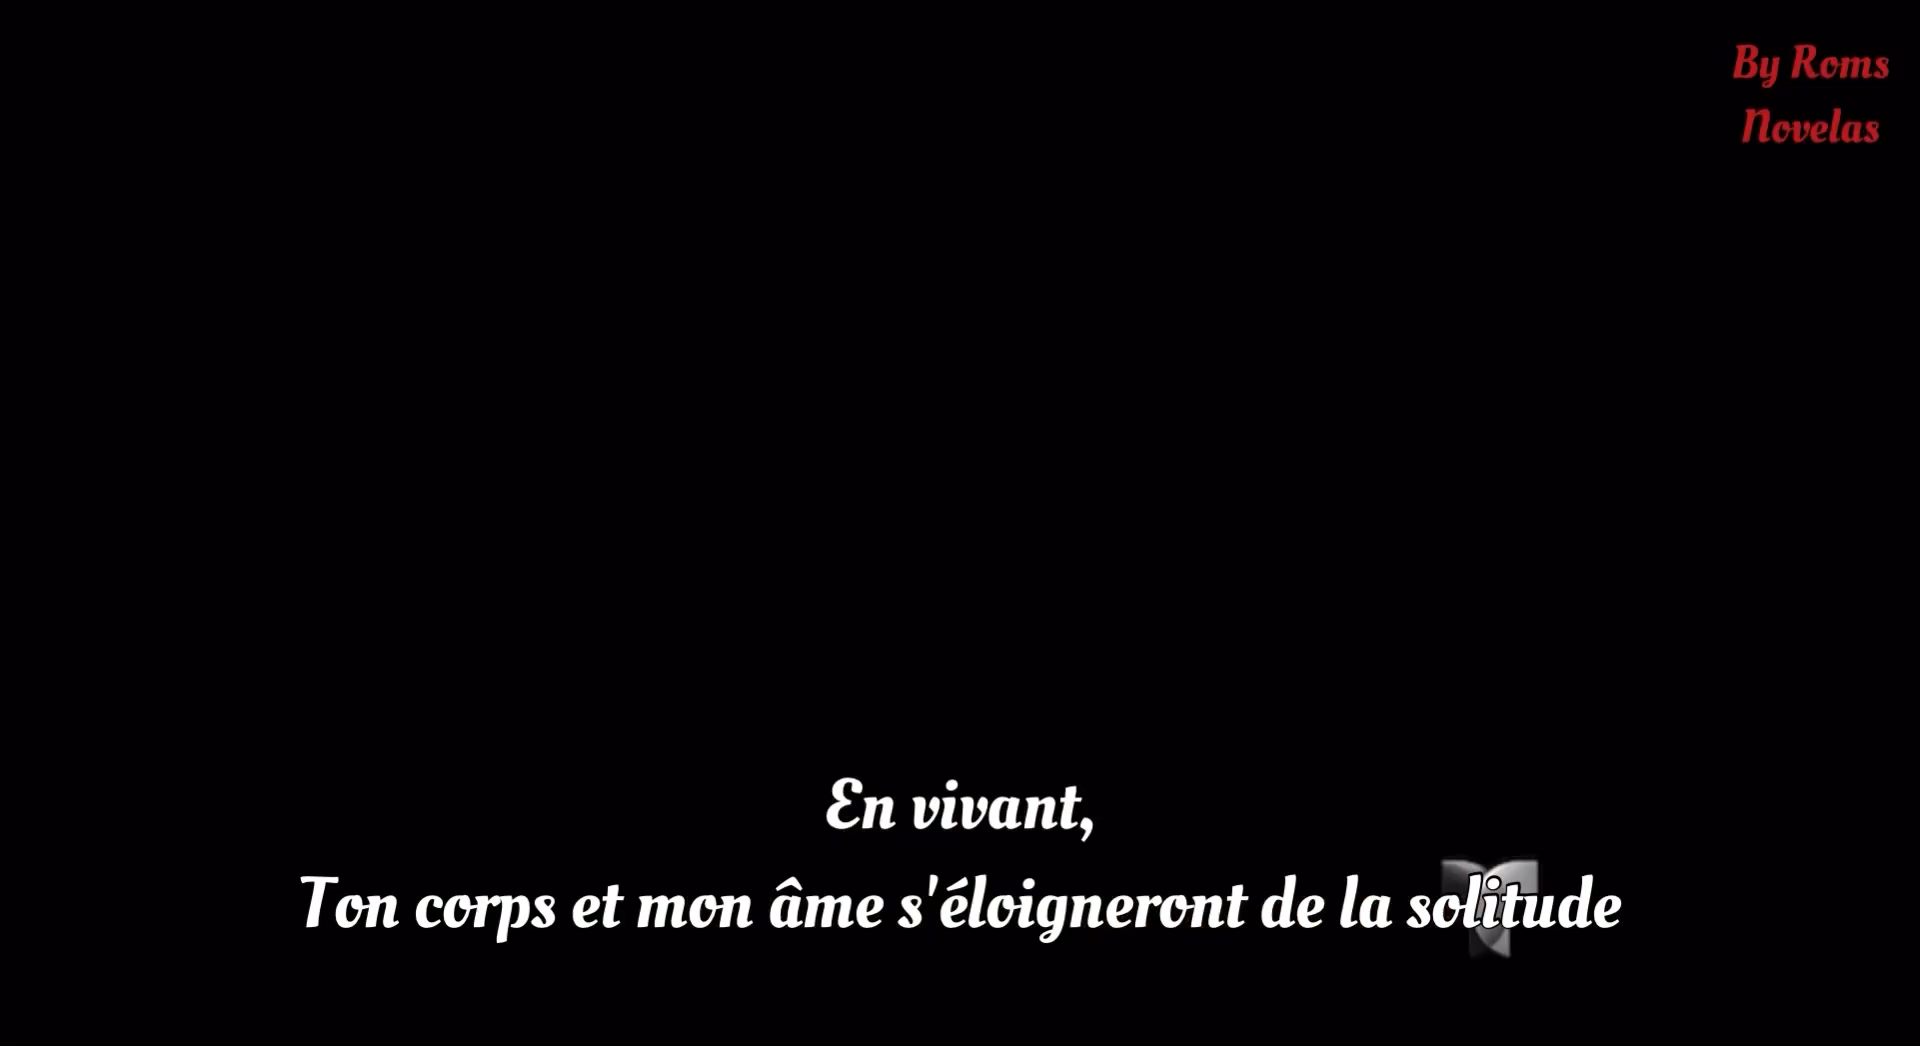 By Roms
Novelas
En vivant,
Ton corps et mon âme s'éloigneront de la solitude